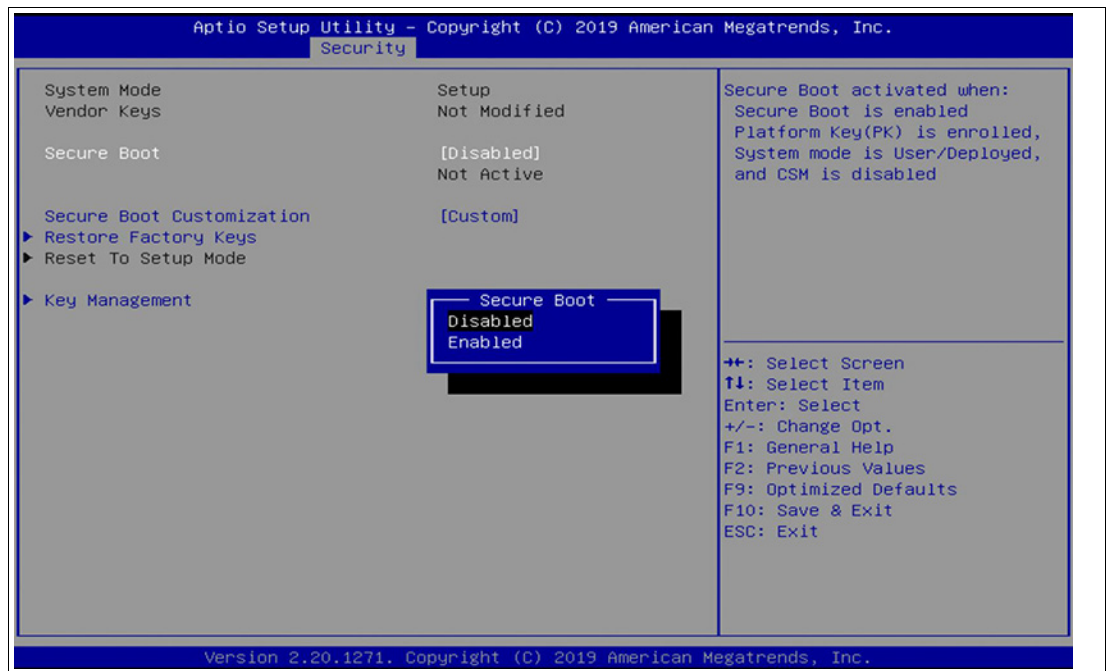 Aptio Setup Utility – Copyright (C) 2019 American Megatrends, Inc.
Security
System Mode Setup
Vendor Keys Not Modified
Secure Boot [Disabled]
Not Active
Secure Boot Customization [Custom]
▶ Restore Factory Keys
▶ Reset To Setup Mode
▶ Key Management
Secure Boot
Disabled
Enabled
Secure Boot activated when:
Secure Boot is enabled
Platform Key(PK) is enrolled,
System mode is User/Deployed,
and CSM is disabled
→←: Select Screen
↑↓: Select Item
Enter: Select
+/-: Change Opt.
F1: General Help
F2: Previous Values
F9: Optimized Defaults
F10: Save & Exit
ESC: Exit
Version 2.20.1271. Copyright (C) 2019 American Megatrends, Inc.